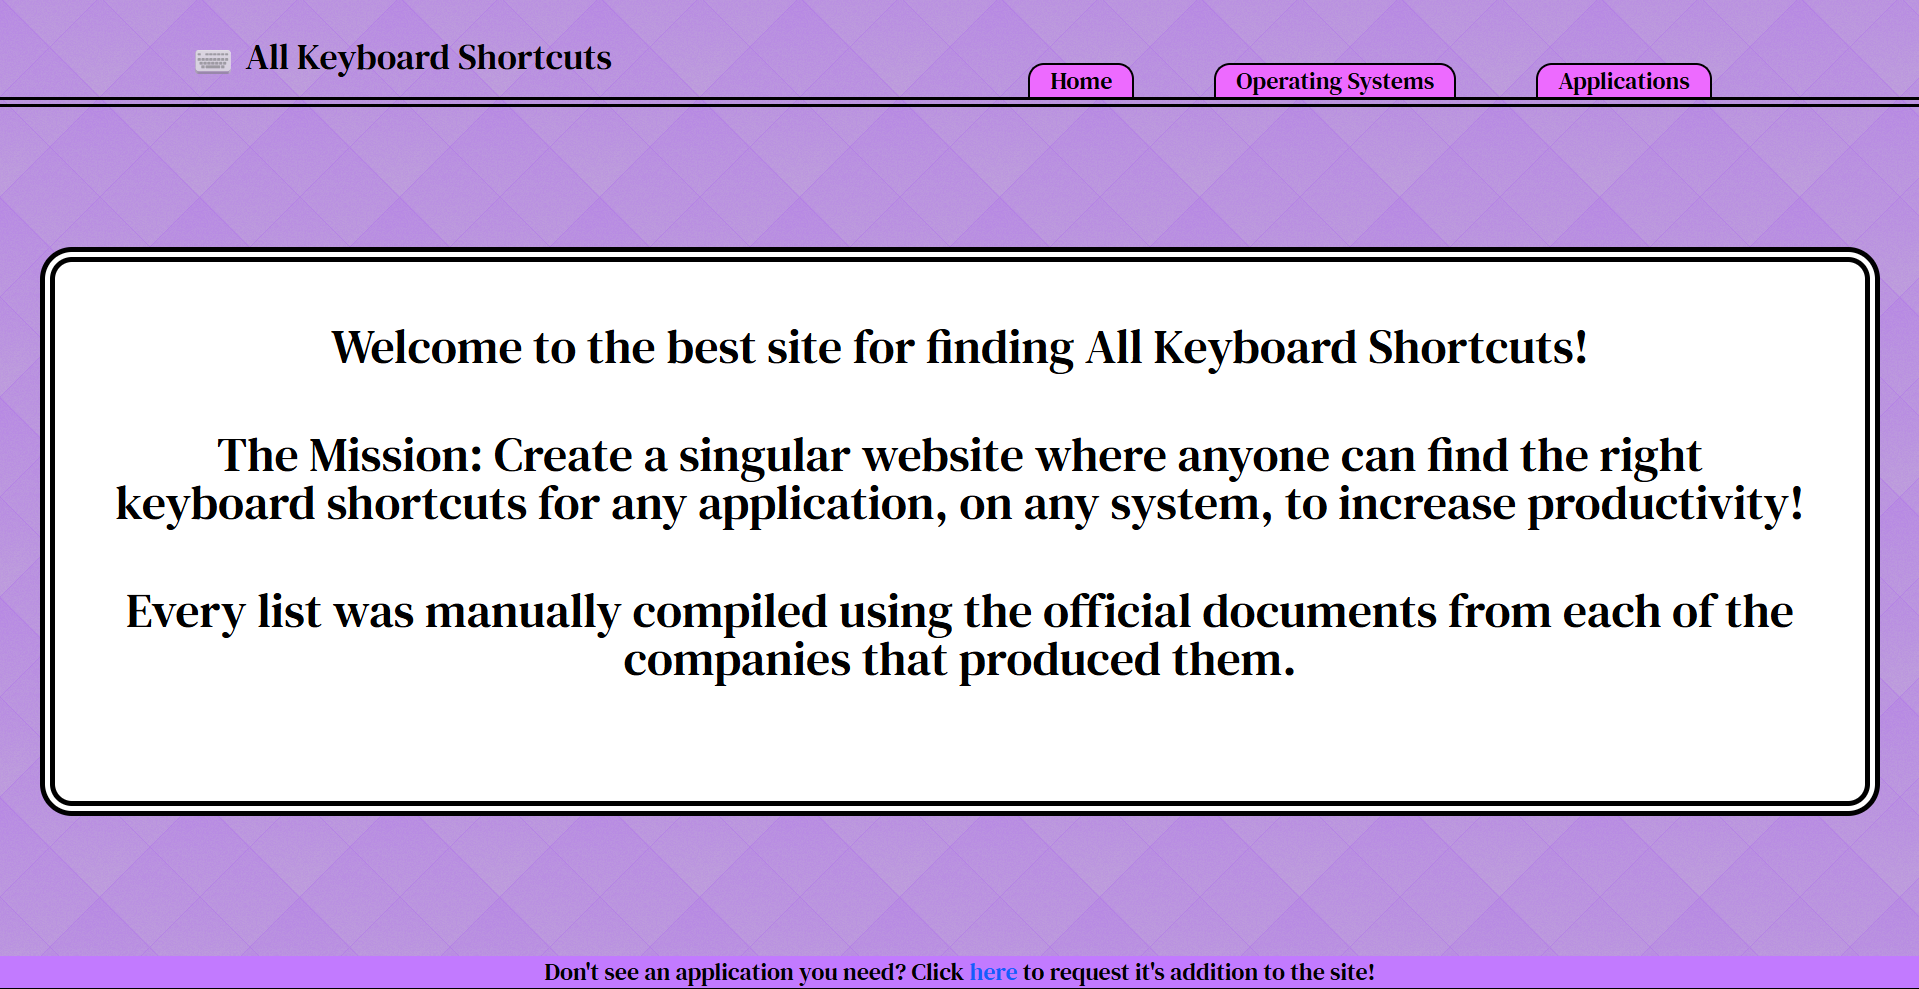 All Keyboard Shortcuts
Home
Operating Systems
Applications
Welcome to the best site for finding All Keyboard Shortcuts!
The Mission: Create a singular website where anyone can find the right
keyboard shortcuts for any application, on any system, to increase productivity!
Every list was manually compiled using the official documents from each of the
companies that produced them.
Don't see an application you need? Click here to request it's addition to the site!